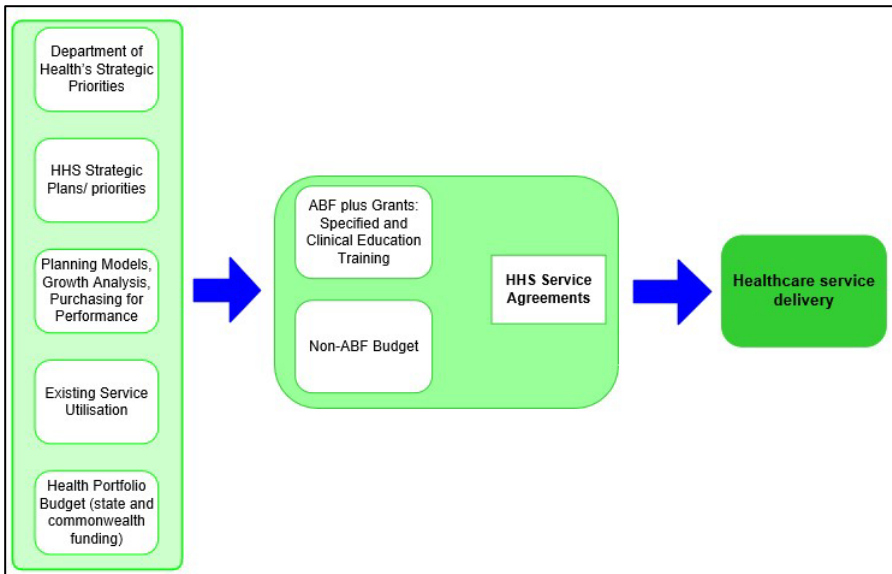 Department of
Health's Strategic
Priorities
HHS Strategic
Plans/ priorities
Planning Models,
Growth Analysis,
Purchasing for
Performance
Existing Service
Utilisation
Health Portfolio
Budget (state and
commonwealth
funding)
ABF plus Grants:
Specified and
Clinical Education
Training
Non-ABF Budget
HHS Service
Agreements
Healthcare service
delivery